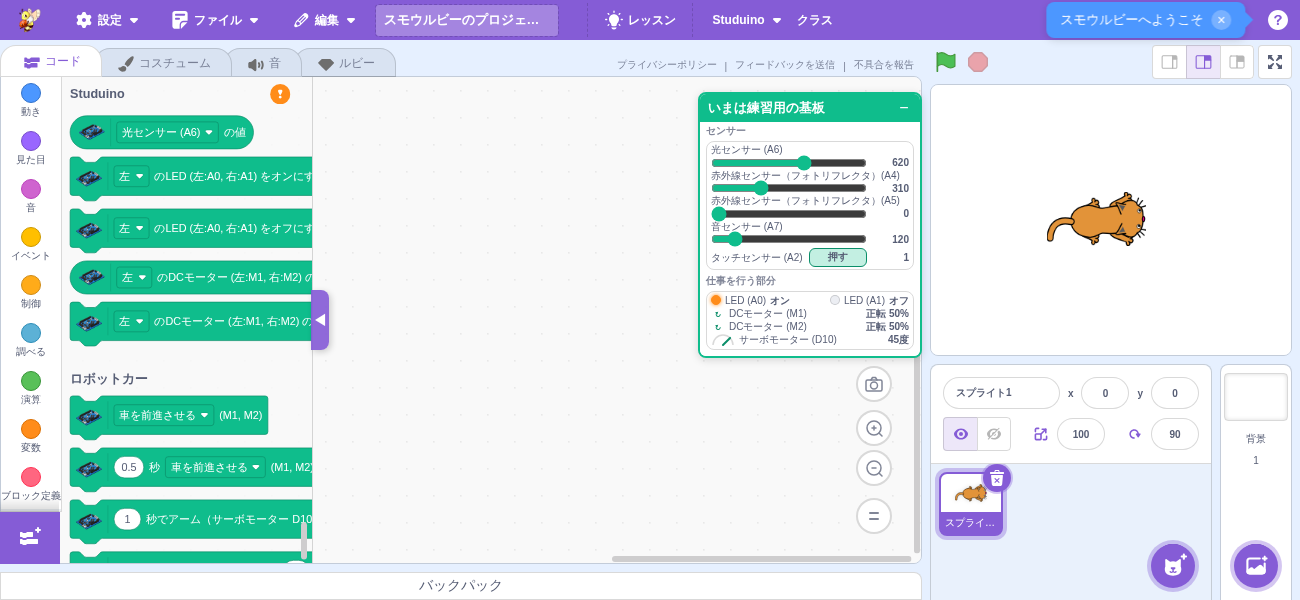 設定
ファイル
編集
スモウルビーのプロジェ...
レッスン
Studuino
クラス
スモウルビーへようこそ
コード
コスチューム
音
ルビー
プライバシーポリシー | フィードバックを送信 | 不具合を報告
動き
見た目
音
イベント
制御
調べる
演算
変数
ブロック定義
Studuino
光センサー (A6) の値
左 のLED (左:A0, 右:A1) をオンにす
左 のLED (左:A0, 右:A1) をオフにす
左 のDCモーター (左:M1, 右:M2) の
左 のDCモーター (左:M1, 右:M2) の
ロボットカー
車を前進させる (M1, M2)
0.5 秒 車を前進させる (M1, M2)
1 秒でアーム（サーボモーター D10
いまは練習用の基板
センサー
光センサー (A6)
620
赤外線センサー（フォトリフレクタ）(A4)
310
赤外線センサー（フォトリフレクタ）(A5)
0
音センサー (A7)
120
タッチセンサー (A2) 押す 1
仕事を行う部分
LED (A0) オン LED (A1) オフ
DCモーター (M1) 正転 50%
DCモーター (M2) 正転 50%
サーボモーター (D10) 45度
スプライト1 x 0 y 0
100 90
スプライ...
背景
1
バックパック